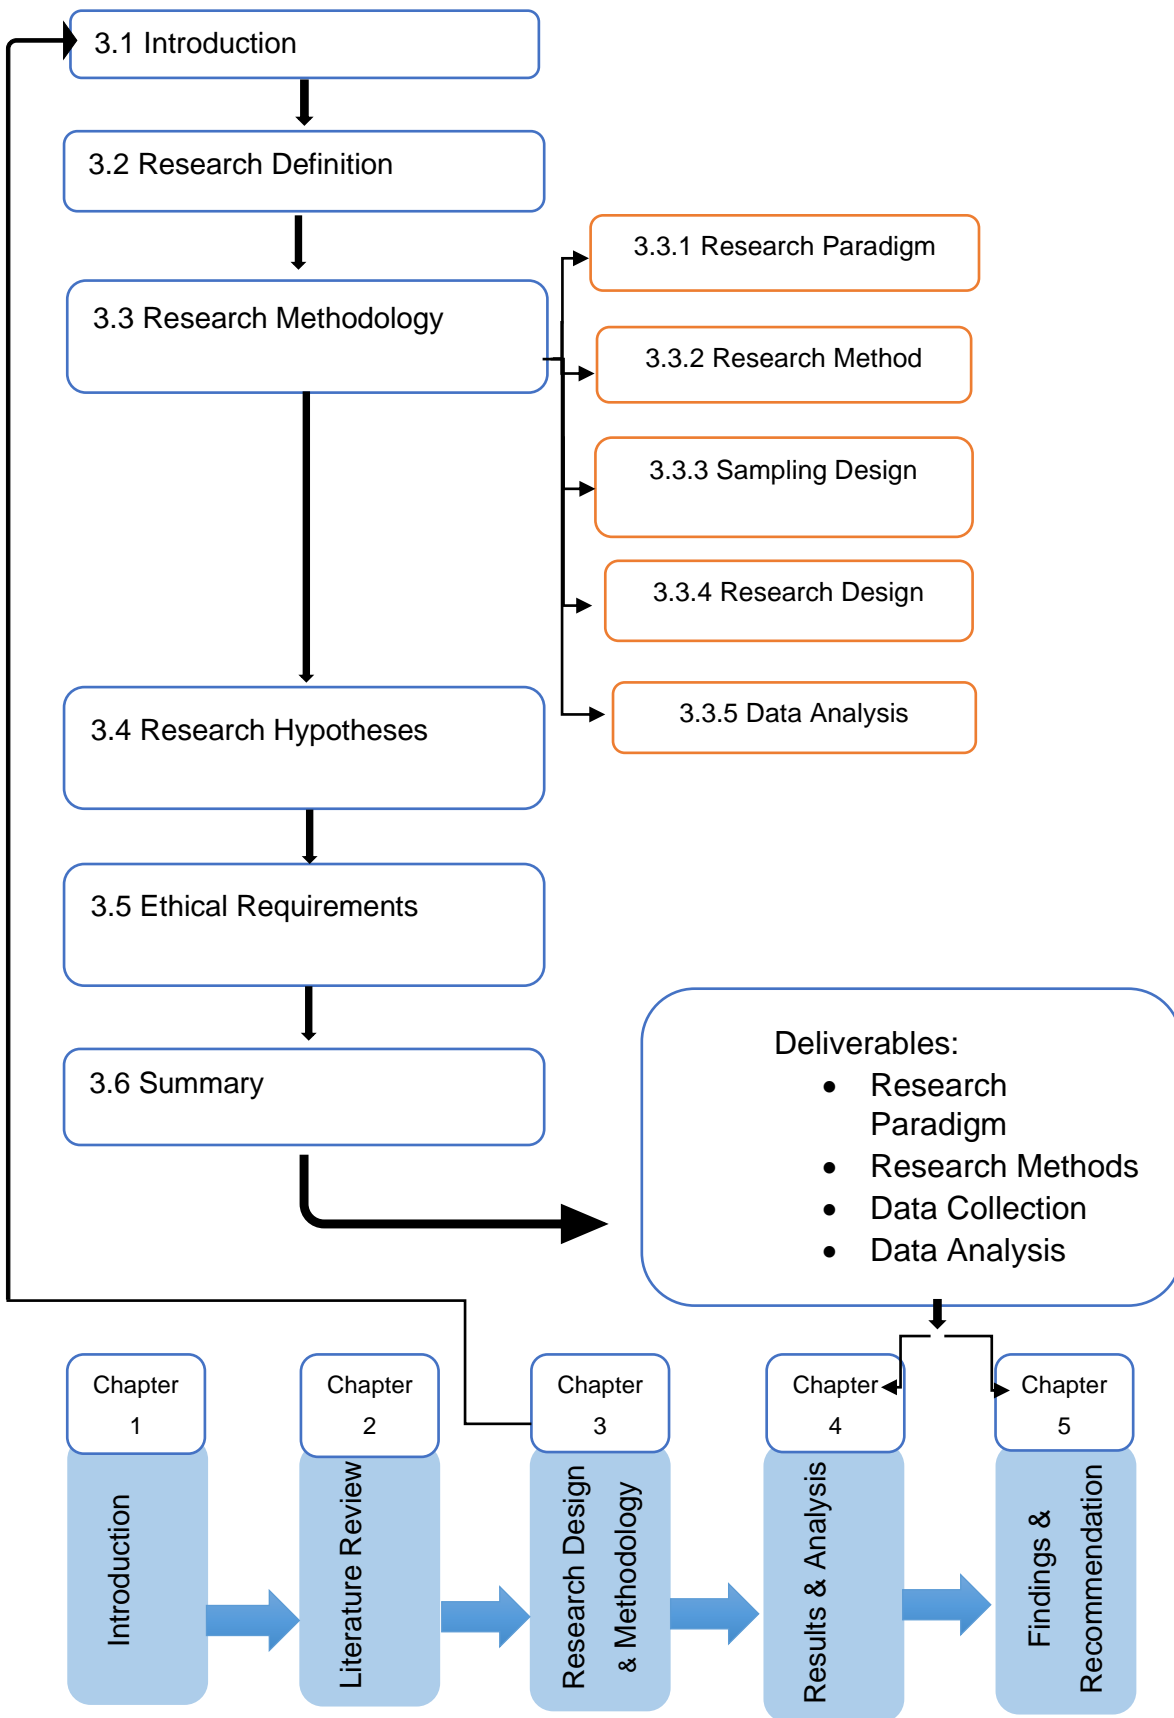 3.1 Introduction
3.2 Research Definition
3.3 Research Methodology
3.3.1 Research Paradigm
3.3.2 Research Method
3.3.3 Sampling Design
3.3.4 Research Design
3.3.5 Data Analysis
3.4 Research Hypotheses
3.5 Ethical Requirements
3.6 Summary
Deliverables:
• Research
Paradigm
• Research Methods
• Data Collection
• Data Analysis
Chapter
1
Introduction
Chapter
2
Literature Review
Chapter
3
Research Design
& Methodology
Chapter
4
Results & Analysis
Chapter
5
Findings &
Recommendation